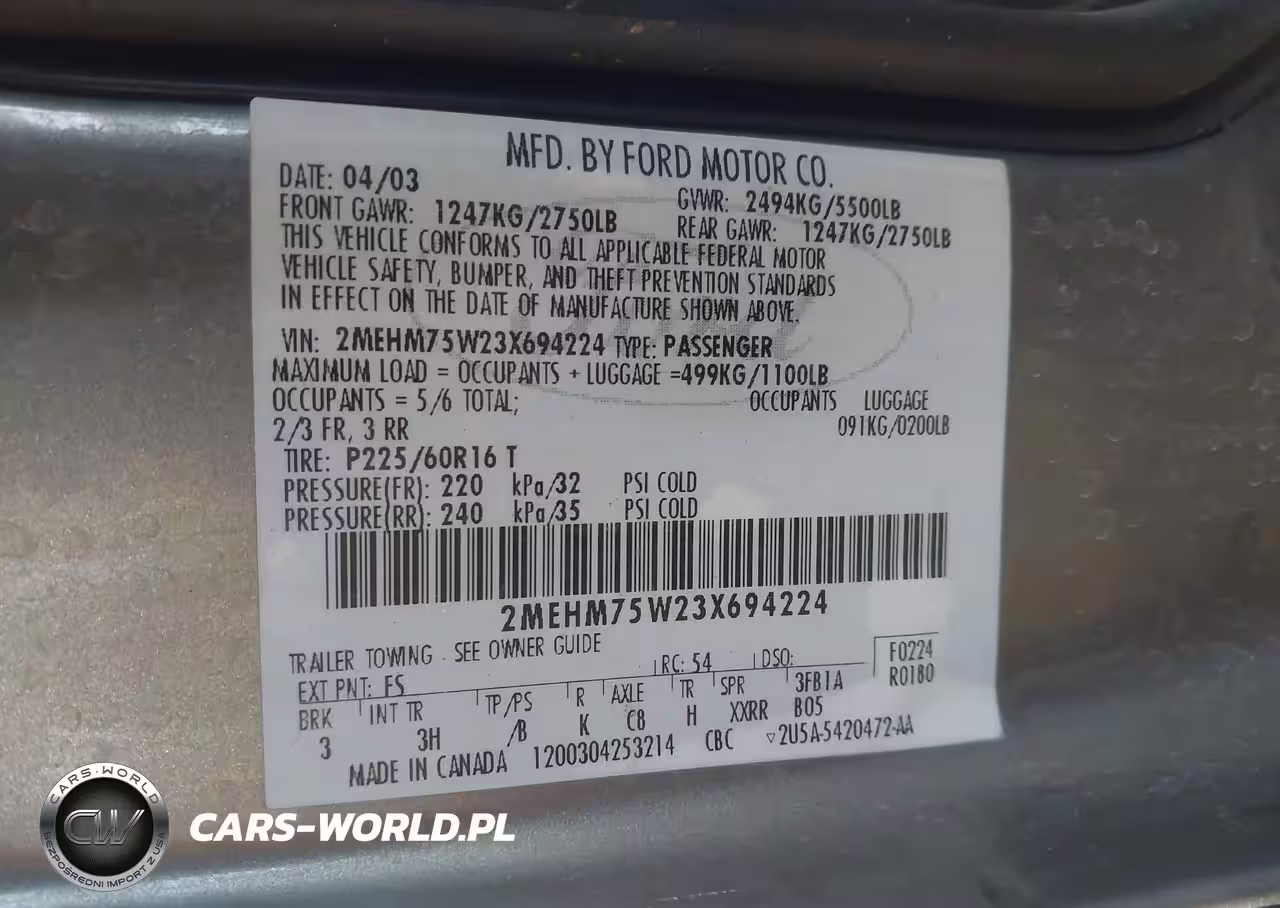 MFD. BY FORD MOTOR CO.
DATE: 04/03
GVWR: 2494KG/5500LB
FRONT GAWR: 1247KG/2750LB
REAR GAWR: 1247KG/2750LB
THIS VEHICLE CONFORMS TO ALL APPLICABLE FEDERAL MOTOR
VEHICLE SAFETY, BUMPER, AND THEFT PREVENTION STANDARDS
IN EFFECT ON THE DATE OF MANUFACTURE SHOWN ABOVE.
VIN: 2MEHM75W23X694224 TYPE: PASSENGER
MAXIMUM LOAD = OCCUPANTS + LUGGAGE =499KG/1100LB
OCCUPANTS = 5/6 TOTAL; OCCUPANTS LUGGAGE
2/3 FR, 3 RR 091KG/0200LB
TIRE: P225/60R16 T
PRESSURE(FR): 220 kPa/32 PSI COLD
PRESSURE(RR): 240 kPa/35 PSI COLD
2MEHM75W23X694224
TRAILER TOWING - SEE OWNER GUIDE
EXT PNT: FS RC: 54 DSO:
F0224
R0180
BRK INT TR TP/PS R AXLE TR SPR 3FB1A
3 3H /B K C8 H XXRR B05
MADE IN CANADA 1200304253214 CBC ▽2U5A-5420472-AA
CARS-WORLD
CW
BEZPOŚREDNI IMPORT Z USA
CARS-WORLD.PL